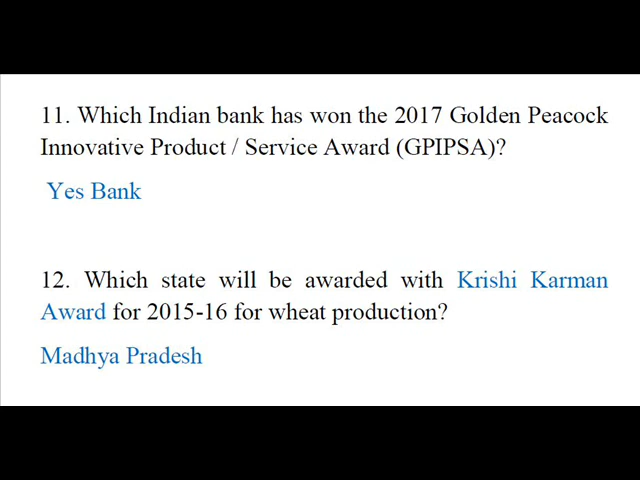 11. Which Indian bank has won the 2017 Golden Peacock
Innovative Product / Service Award (GPIPSA)?
Yes Bank
12. Which state will be awarded with Krishi Karman
Award for 2015-16 for wheat production?
Madhya Pradesh